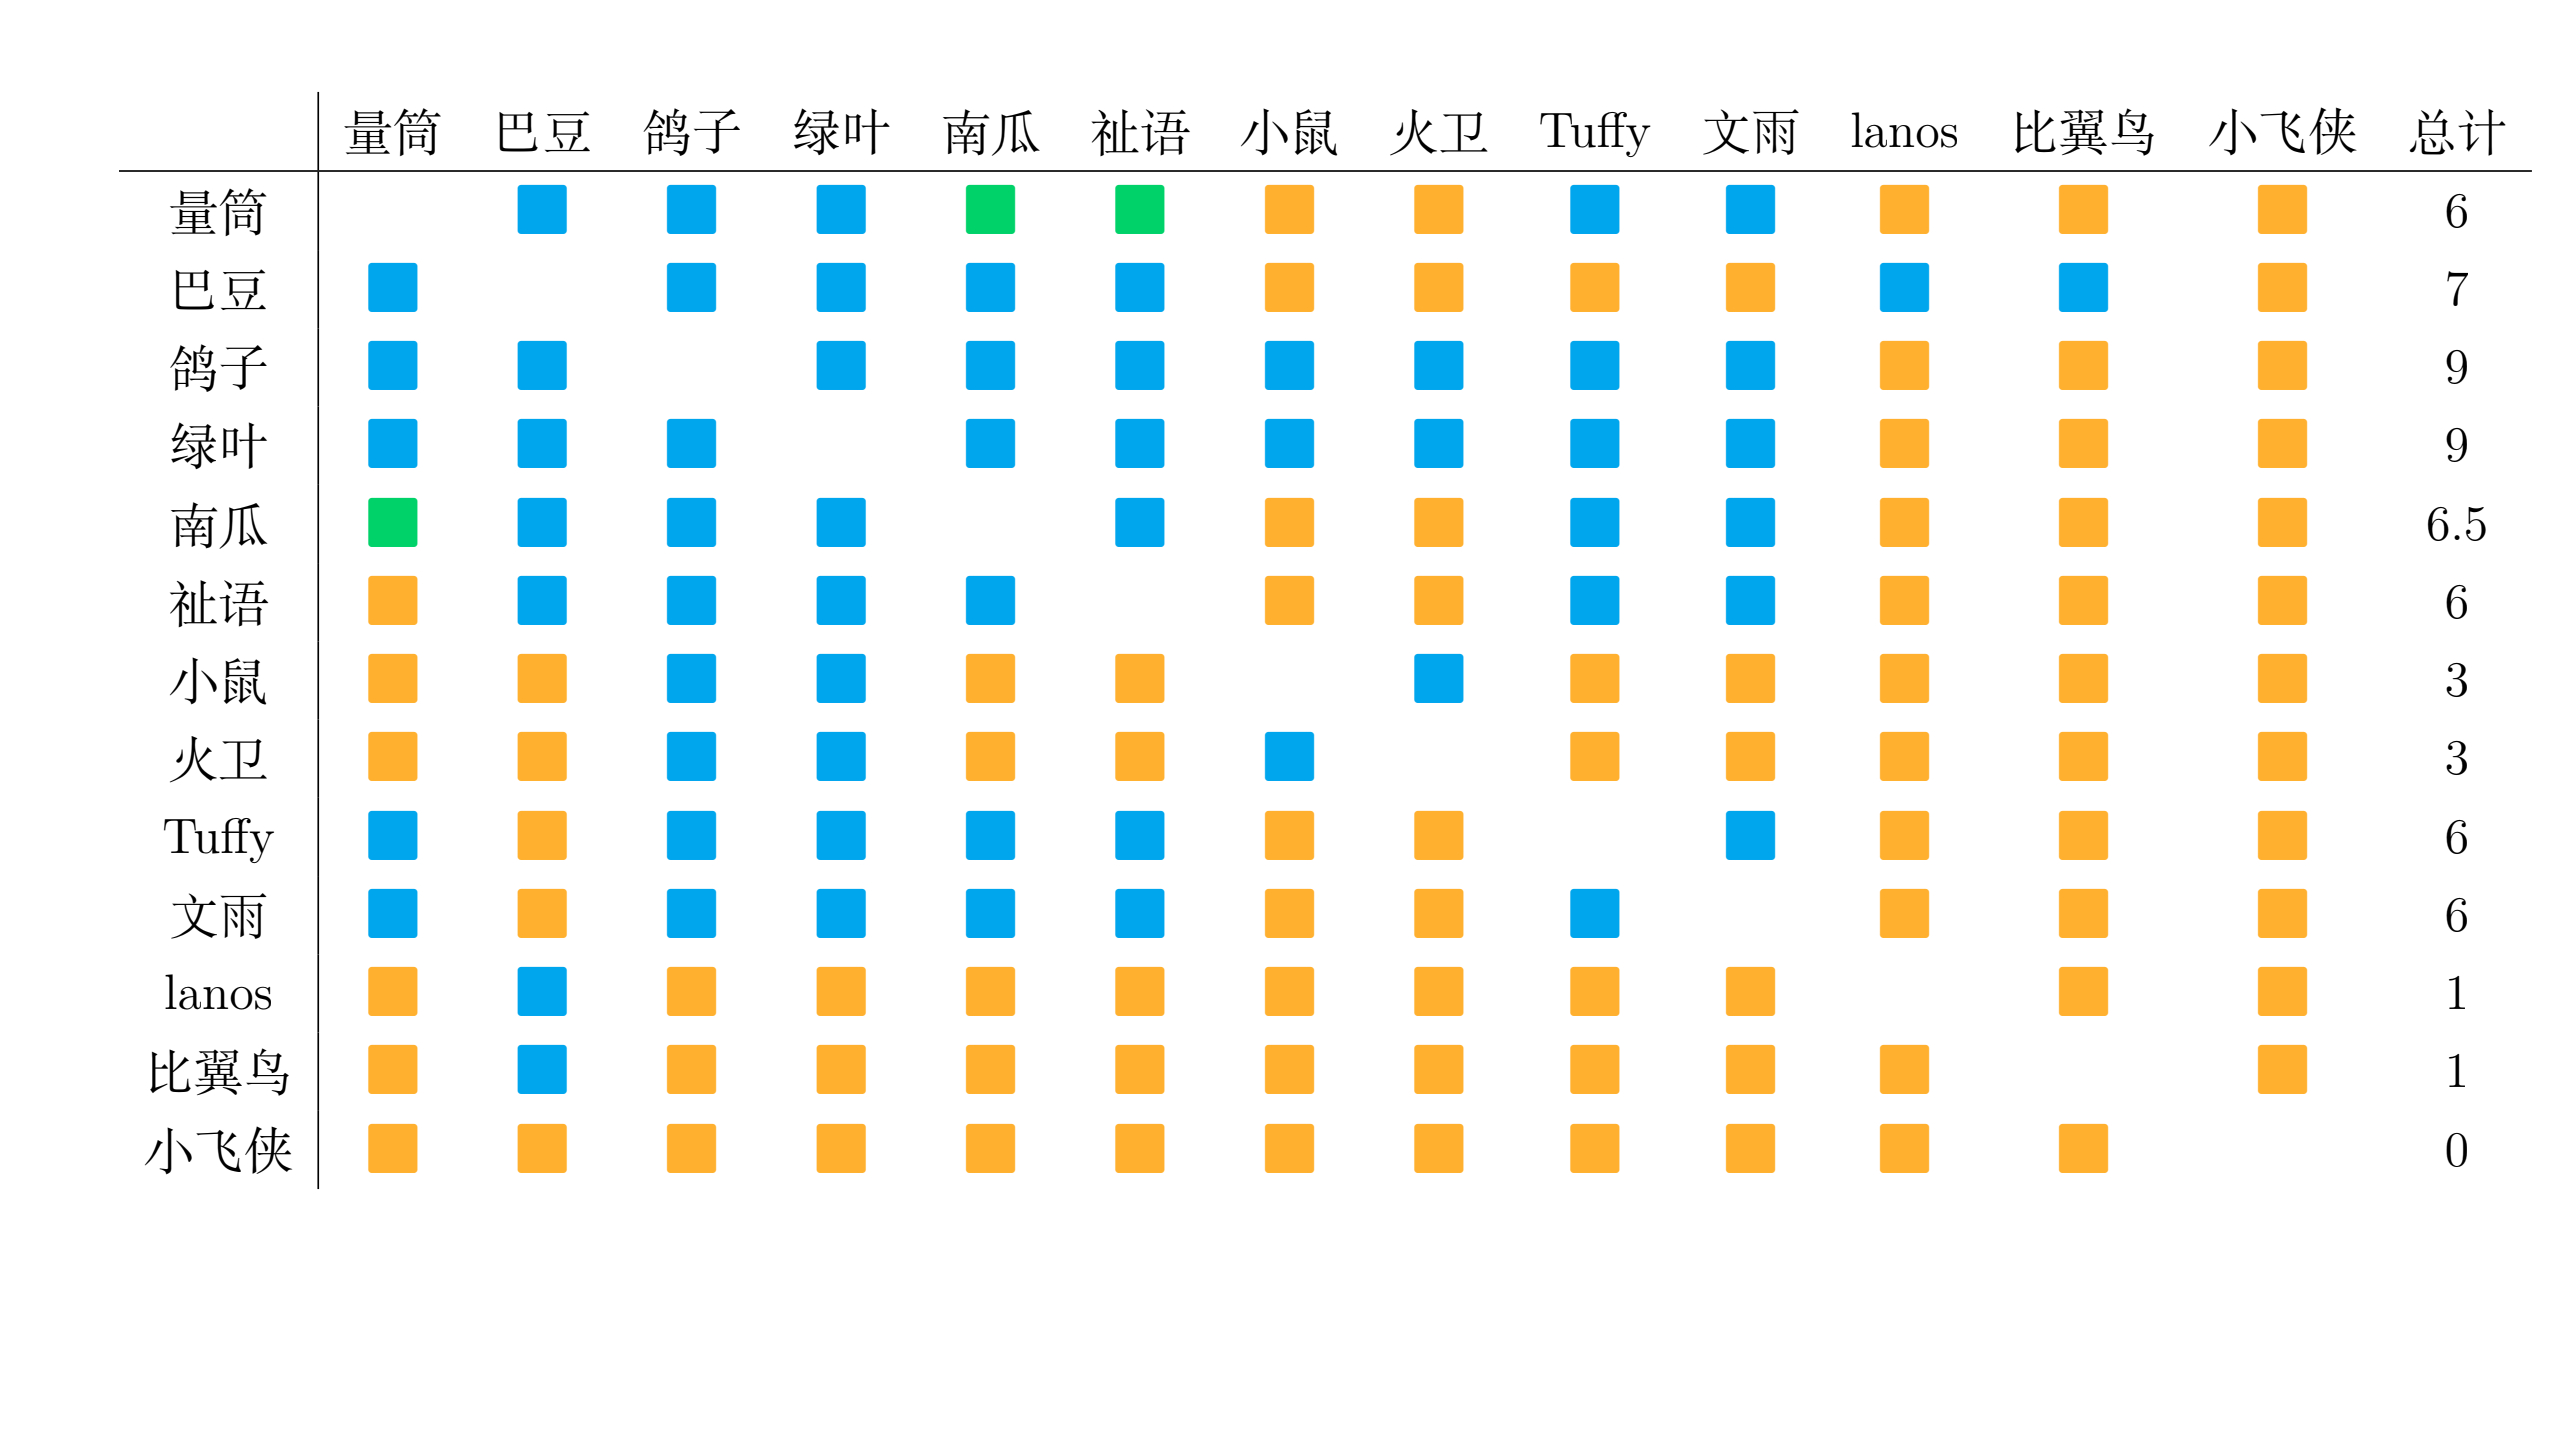 量筒 巴豆 鸽子 绿叶 南瓜 祉语 小鼠 火卫 Tuffy 文雨 lanos 比翼鸟 小飞侠 总计
量筒 6
巴豆 7
鸽子 9
绿叶 9
南瓜 6.5
祉语 6
小鼠 3
火卫 3
Tuffy 6
文雨 6
lanos 1
比翼鸟 1
小飞侠 0